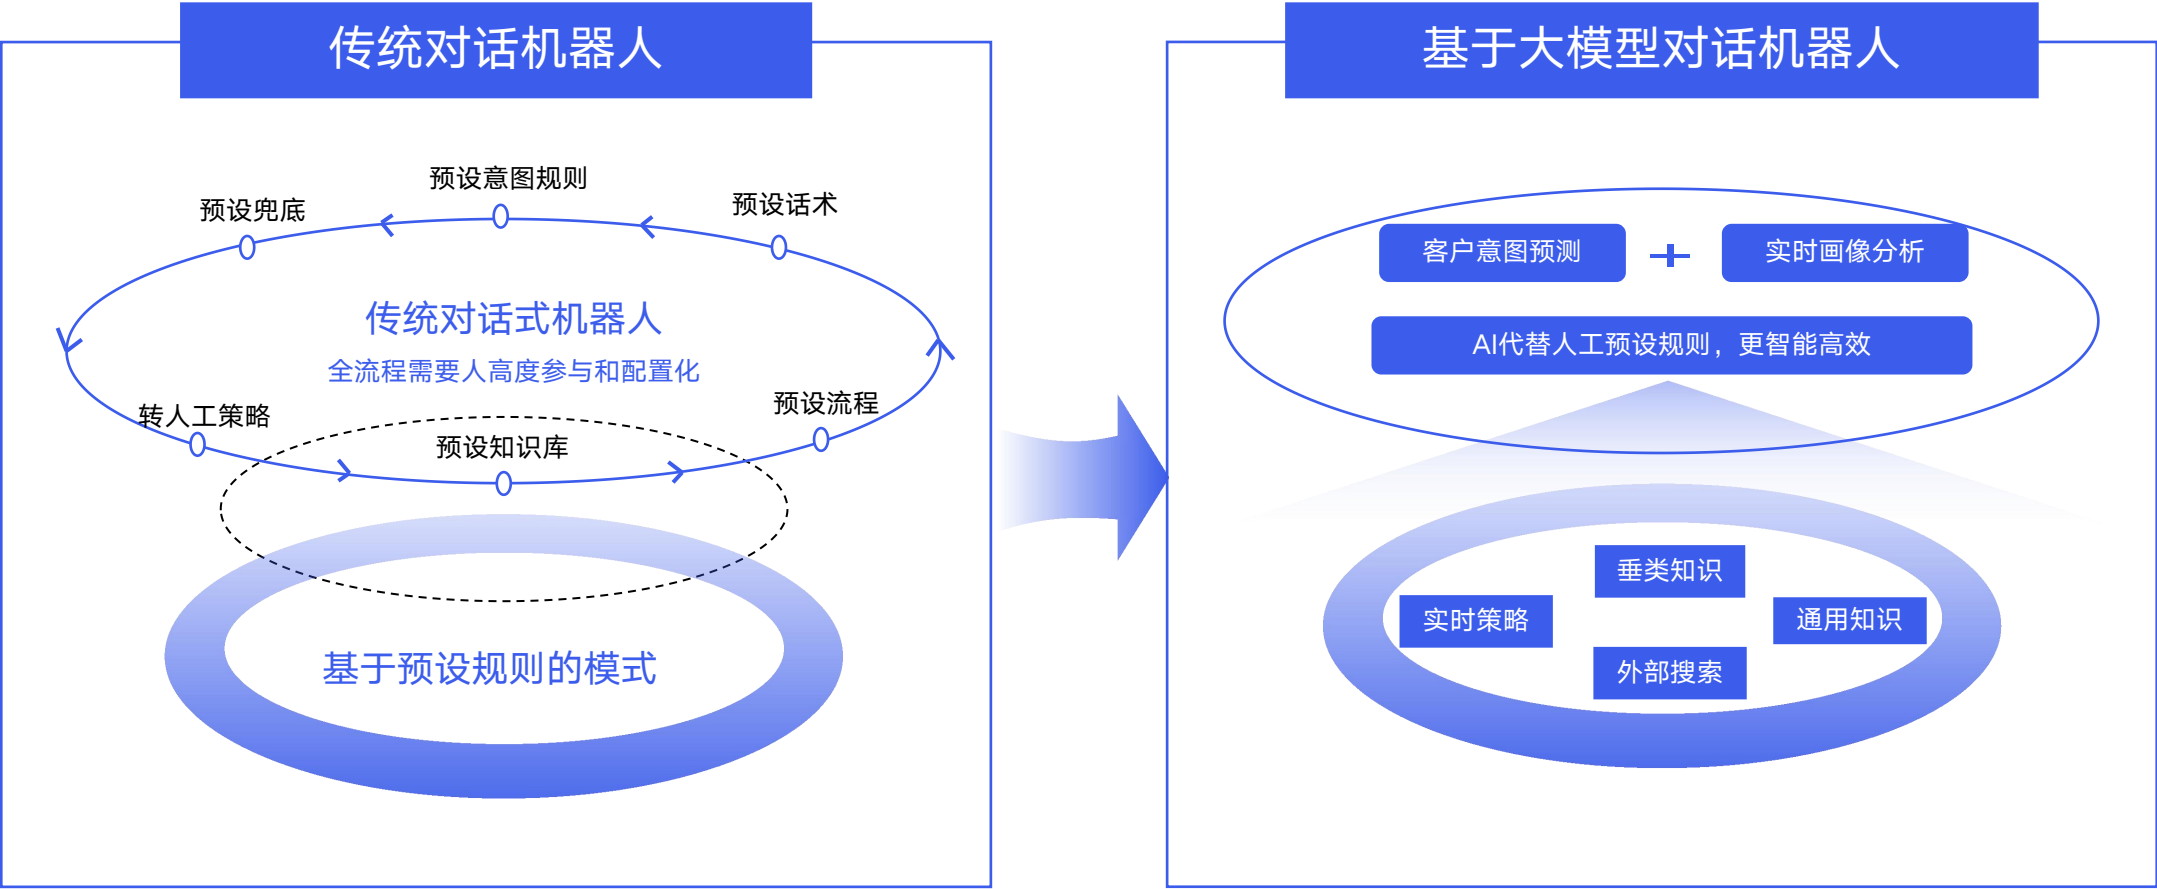 传统对话机器人
预设意图规则
预设兜底
预设话术
传统对话式机器人
全流程需要人高度参与和配置化
转人工策略
预设流程
预设知识库
基于预设规则的模式
基于大模型对话机器人
客户意图预测
实时画像分析
AI代替人工预设规则，更智能高效
垂类知识
实时策略
通用知识
外部搜索